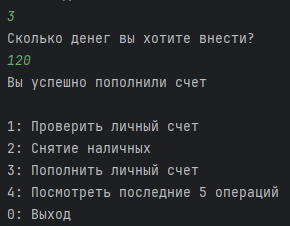 3
Сколько денег вы хотите внести?
120
Вы успешно пополнили счет
1: Проверить личный счет
2: Снятие наличных
3: Пополнить личный счет
4: Посмотреть последние 5 операций
0: Выход